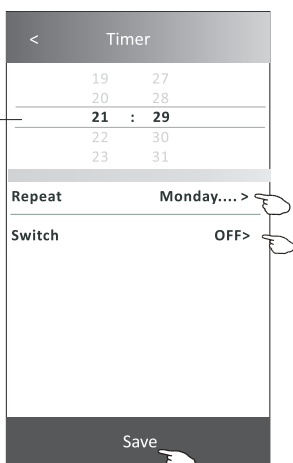 < Timer
19 27
20 28
21 : 29
22 30
23 31
Repeat Monday.... >
Switch OFF>
Save